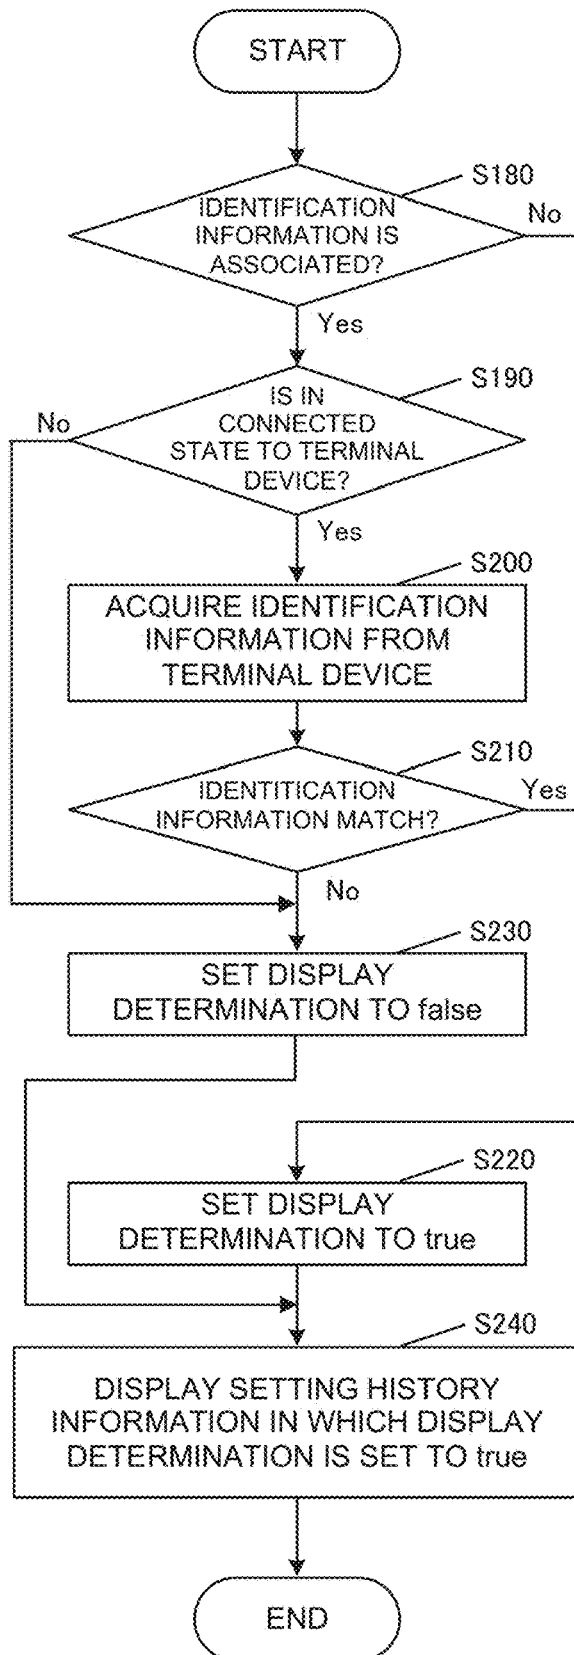 START
S180
IDENTIFICATION
INFORMATION IS
ASSOCIATED?
No
Yes
S190
No
IS IN
CONNECTED
STATE TO TERMINAL
DEVICE?
Yes
S200
ACQUIRE IDENTIFICATION
INFORMATION FROM
TERMINAL DEVICE
S210
IDENTITICATION
INFORMATION MATCH?
Yes
No
S230
SET DISPLAY
DETERMINATION TO false
S220
SET DISPLAY
DETERMINATION TO true
S240
DISPLAY SETTING HISTORY
INFORMATION IN WHICH DISPLAY
DETERMINATION IS SET TO true
END